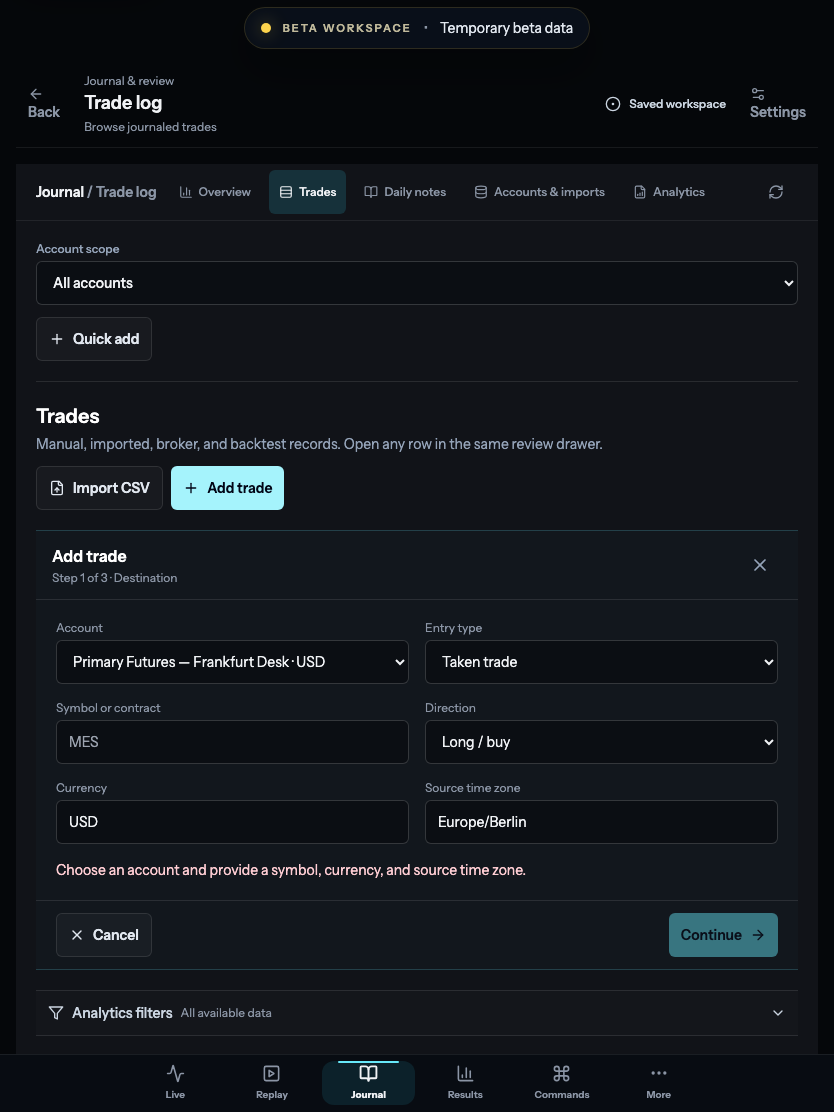 BETA WORKSPACE · Temporary beta data
Back
Journal & review
Trade log
Browse journaled trades
Saved workspace
Settings
Journal / Trade log
Overview
Trades
Daily notes
Accounts & imports
Analytics
Account scope
All accounts
Quick add
Trades
Manual, imported, broker, and backtest records. Open any row in the same review drawer.
Import CSV
Add trade
Add trade
Step 1 of 3 · Destination
Account
Entry type
Primary Futures — Frankfurt Desk · USD
Taken trade
Symbol or contract
Direction
MES
Long / buy
Currency
Source time zone
USD
Europe/Berlin
Choose an account and provide a symbol, currency, and source time zone.
Cancel
Continue
Analytics filters All available data
Live
Replay
Journal
Results
Commands
More